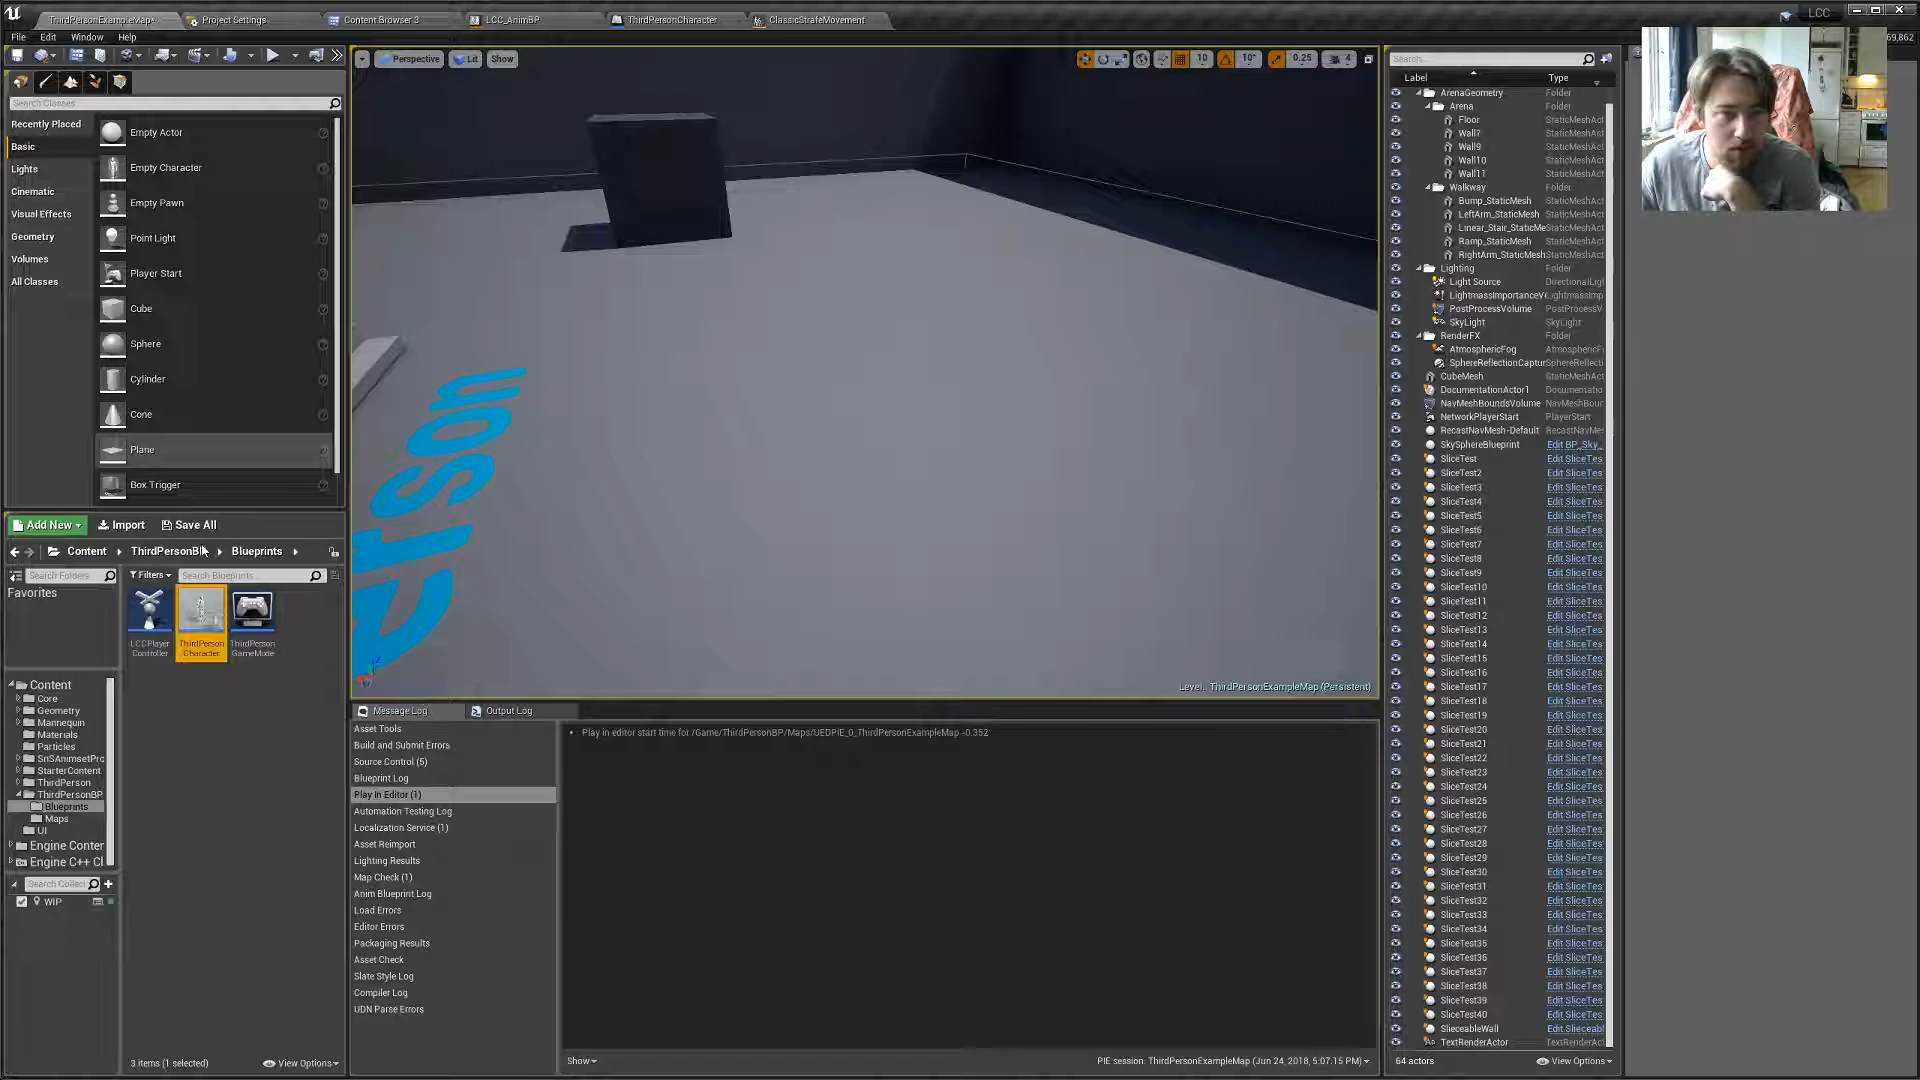 ThirdPersonExampleMap* Project Settings Content Browser 3 LCC_AnimBP ThirdPersonCharacter ClassicStrafeMovement LCC
File Edit Window Help 69,862
Perspective Lit Show 10 10° 0.25 4
Search Classes
Recently Placed
Basic
Lights
Cinematic
Visual Effects
Geometry
Volumes
All Classes
Empty Actor
Empty Character
Empty Pawn
Point Light
Player Start
Cube
Sphere
Cylinder
Cone
Plane
Box Trigger
Add New Import Save All
Content ThirdPersonB Blueprints
Search Folders Filters Search Blueprints...
Favorites
LCCPlayer Controller
ThirdPerson Character
ThirdPerson GameMode
Content
Core
Geometry
Mannequin
Materials
Particles
SnSAnimsetPro
StarterContent
ThirdPerson
ThirdPersonBP
Blueprints
Maps
UI
Engine Conter
Engine C++ Cl
Search Collect
WIP
3 items (1 selected) View Options
Level: ThirdPersonExampleMap (Persistent)
Message Log Output Log
Asset Tools
Build and Submit Errors
Source Control (5)
Blueprint Log
Play In Editor (1)
Automation Testing Log
Localization Service (1)
Asset Reimport
Lighting Results
Map Check (1)
Anim Blueprint Log
Load Errors
Editor Errors
Packaging Results
Asset Check
Slate Style Log
Compiler Log
UDN Parse Errors
Play in editor start time for /Game/ThirdPersonBP/Maps/UEDPIE_0_ThirdPersonExampleMap -0.352
Show PIE session: ThirdPersonExampleMap (Jun 24, 2018, 5:07:15 PM)
Search...
Label Type
ArenaGeometry Folder
Arena Folder
Floor StaticMeshAct
Wall7 StaticMeshAct
Wall9 StaticMeshAct
Wall10 StaticMeshAct
Wall11 StaticMeshAct
Walkway Folder
Bump_StaticMesh StaticMeshAct
LeftArm_StaticMesh StaticMeshAct
Linear_Stair_StaticMe StaticMeshAct
Ramp_StaticMesh StaticMeshAct
RightArm_StaticMesh StaticMeshAct
Lighting Folder
Light Source DirectionalLigh
LightmassImportanceV LightmassImp
PostProcessVolume PostProcessV
SkyLight SkyLight
RenderFX Folder
AtmosphericFog AtmosphericF
SphereReflectionCaptur SphereReflecti
CubeMesh StaticMeshAct
DocumentationActor1 Documentatio
NavMeshBoundsVolume NavMeshBour
NetworkPlayerStart PlayerStart
RecastNavMesh-Default RecastNavMes
SkySphereBlueprint Edit BP_Sky_
SliceTest Edit SliceTes
SliceTest2 Edit SliceTes
SliceTest3 Edit SliceTes
SliceTest4 Edit SliceTes
SliceTest5 Edit SliceTes
SliceTest6 Edit SliceTes
SliceTest7 Edit SliceTes
SliceTest8 Edit SliceTes
SliceTest9 Edit SliceTes
SliceTest10 Edit SliceTes
SliceTest11 Edit SliceTes
SliceTest12 Edit SliceTes
SliceTest13 Edit SliceTes
SliceTest14 Edit SliceTes
SliceTest15 Edit SliceTes
SliceTest16 Edit SliceTes
SliceTest17 Edit SliceTes
SliceTest18 Edit SliceTes
SliceTest19 Edit SliceTes
SliceTest20 Edit SliceTes
SliceTest21 Edit SliceTes
SliceTest22 Edit SliceTes
SliceTest23 Edit SliceTes
SliceTest24 Edit SliceTes
SliceTest25 Edit SliceTes
SliceTest26 Edit SliceTes
SliceTest27 Edit SliceTes
SliceTest28 Edit SliceTes
SliceTest29 Edit SliceTes
SliceTest30 Edit SliceTes
SliceTest31 Edit SliceTes
SliceTest32 Edit SliceTes
SliceTest33 Edit SliceTes
SliceTest34 Edit SliceTes
SliceTest35 Edit SliceTes
SliceTest36 Edit SliceTes
SliceTest37 Edit SliceTes
SliceTest38 Edit SliceTes
SliceTest39 Edit SliceTes
SliceTest40 Edit SliceTes
SlieceableWall Edit Slieceabl
TextRenderActor TextRenderAct
64 actors View Options